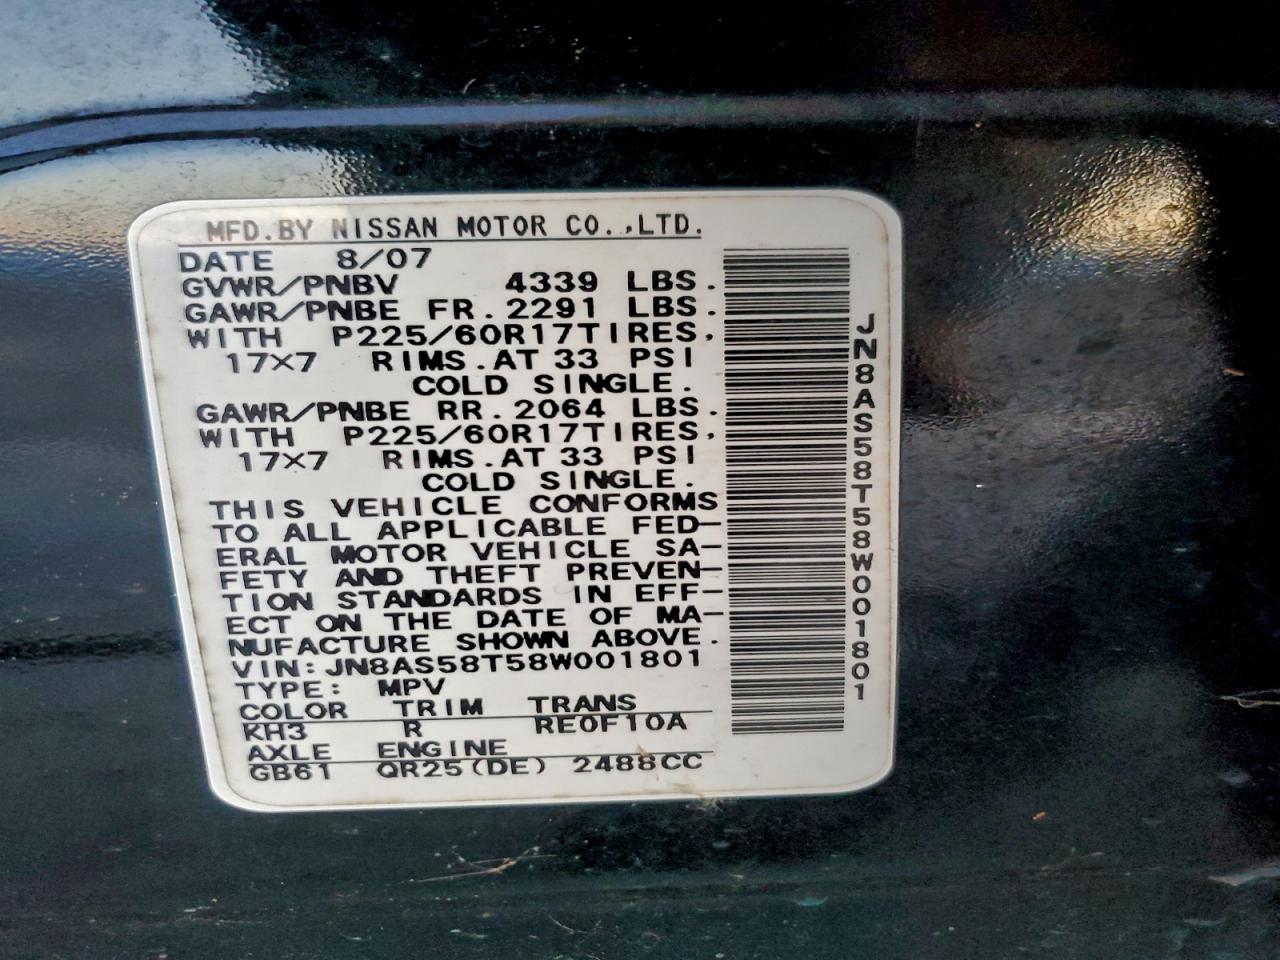 MFD.BY NISSAN MOTOR CO.,LTD.
DATE 8/07
GVWR/PNBV 4339 LBS.
GAWR/PNBE FR.2291 LBS.
WITH P225/60R17TIRES,
17X7 RIMS.AT 33 PSI
COLD SINGLE.
GAWR/PNBE RR.2064 LBS.
WITH P225/60R17TIRES,
17X7 RIMS.AT 33 PSI
COLD SINGLE.
THIS VEHICLE CONFORMS
TO ALL APPLICABLE FED-
ERAL MOTOR VEHICLE SA-
FETY AND THEFT PREVEN-
TION STANDARDS IN EFF-
ECT ON THE DATE OF MA-
NUFACTURE SHOWN ABOVE.
VIN:JN8AS58T58W001801
TYPE: MPV
COLOR TRIM TRANS
KH3 R RE0F10A
AXLE ENGINE
GB61 QR25(DE) 2488CC
JN8AS58T58W001801